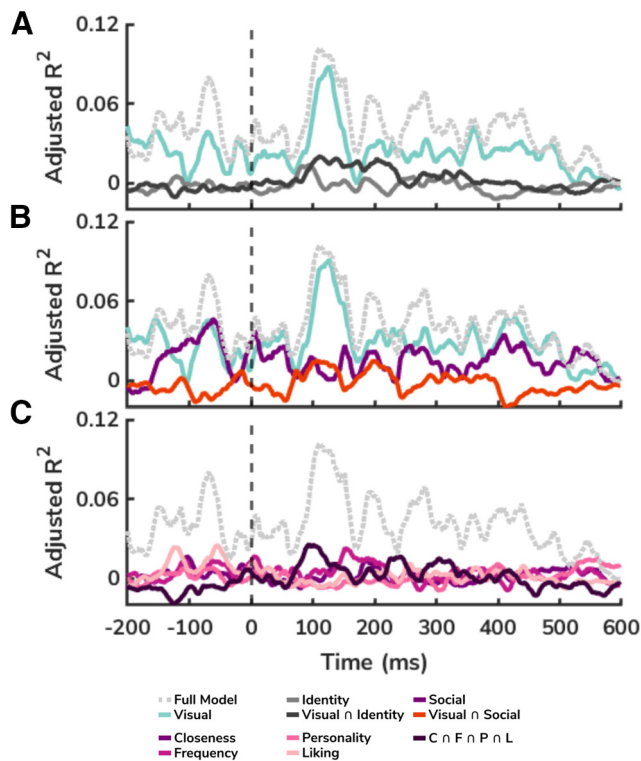 A
0.12
0.06
0
Adjusted R²
B
0.12
0.06
0
Adjusted R²
C
0.12
0.06
0
Adjusted R²
-200 -100 0 100 200 300 400 500 600
Time (ms)
Full Model Identity Social
Visual Visual ∩ Identity Visual ∩ Social
Closeness Personality C ∩ F ∩ P ∩ L
Frequency Liking